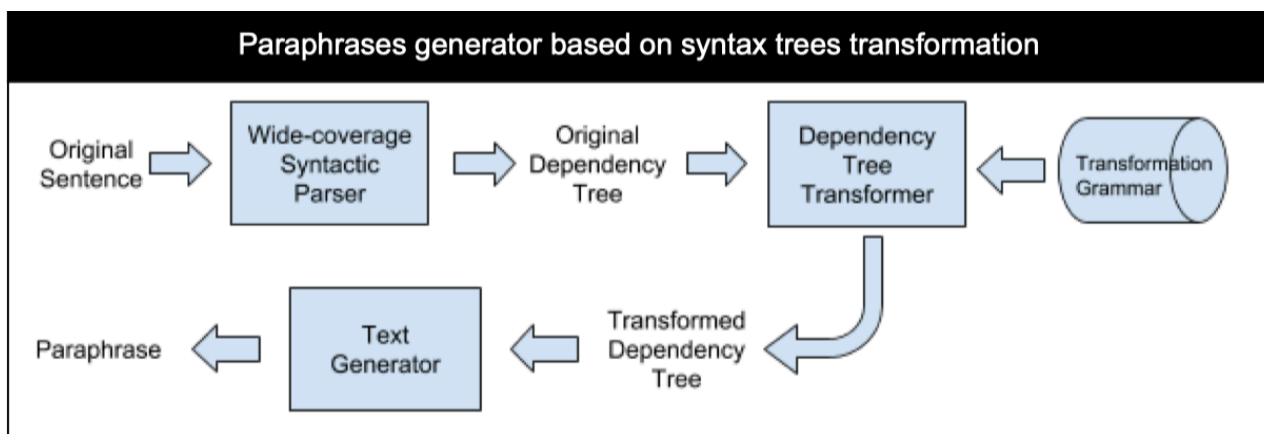 Paraphrases generator based on syntax trees transformation
Original
Sentence
Wide-coverage
Syntactic
Parser
Original
Dependency
Tree
Dependency
Tree
Transformer
Transformation
Grammar
Paraphrase
Text
Generator
Transformed
Dependency
Tree